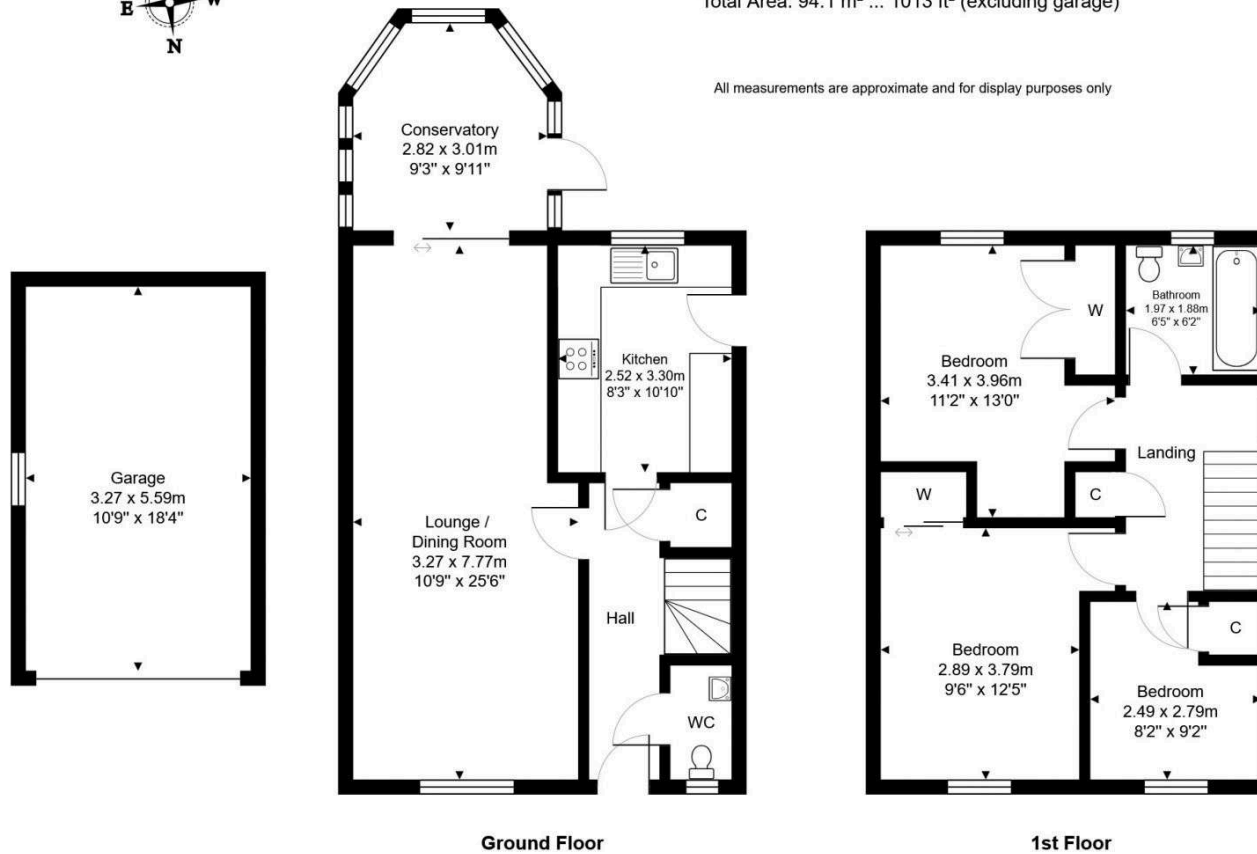 E
W
N
Total Area: 94.1 m² ... 1013 ft² (excluding garage)
All measurements are approximate and for display purposes only
Conservatory
2.82 x 3.01m
9'3" x 9'11"
Kitchen
2.52 x 3.30m
8'3" x 10'10"
Garage
3.27 x 5.59m
10'9" x 18'4"
Lounge /
Dining Room
3.27 x 7.77m
10'9" x 25'6"
C
Hall
WC
Ground Floor
Bedroom
3.41 x 3.96m
11'2" x 13'0"
W
Bathroom
1.97 x 1.88m
6'5" x 6'2"
Landing
W
C
Bedroom
2.89 x 3.79m
9'6" x 12'5"
C
Bedroom
2.49 x 2.79m
8'2" x 9'2"
1st Floor